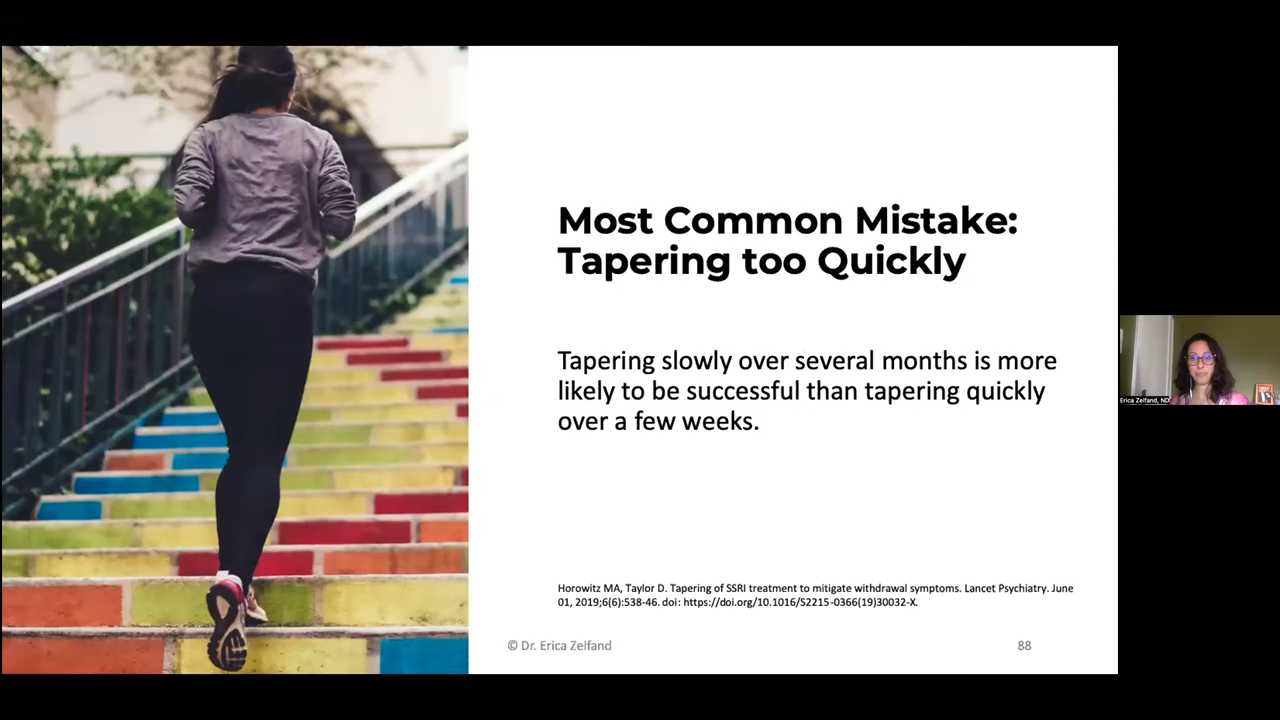 Most Common Mistake:
Tapering too Quickly
Tapering slowly over several months is more
likely to be successful than tapering quickly
over a few weeks.
Horowitz MA, Taylor D. Tapering of SSRI treatment to mitigate withdrawal symptoms. Lancet Psychiatry. June
01, 2019;6(6):538-46. doi: https://doi.org/10.1016/S2215-0366(19)30032-X.
© Dr. Erica Zelfand
88
Erica Zelfand, ND